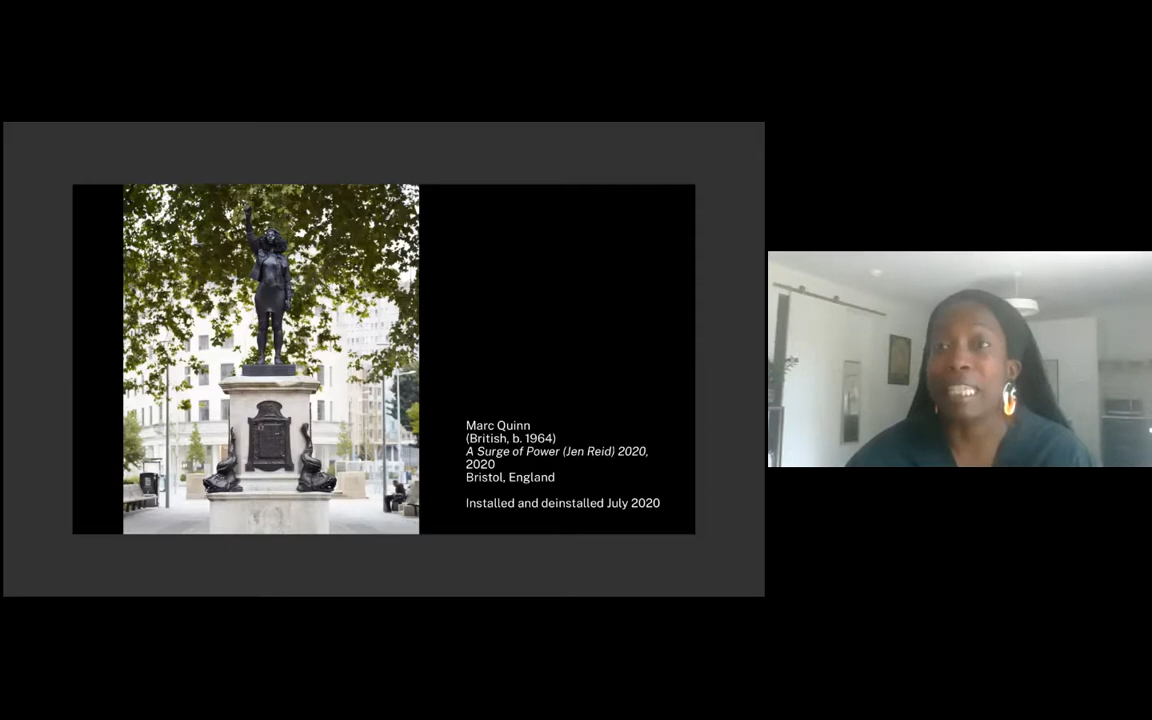 Marc Quinn
(British, b. 1964)
A Surge of Power (Jen Reid) 2020,
2020
Bristol, England
Installed and deinstalled July 2020